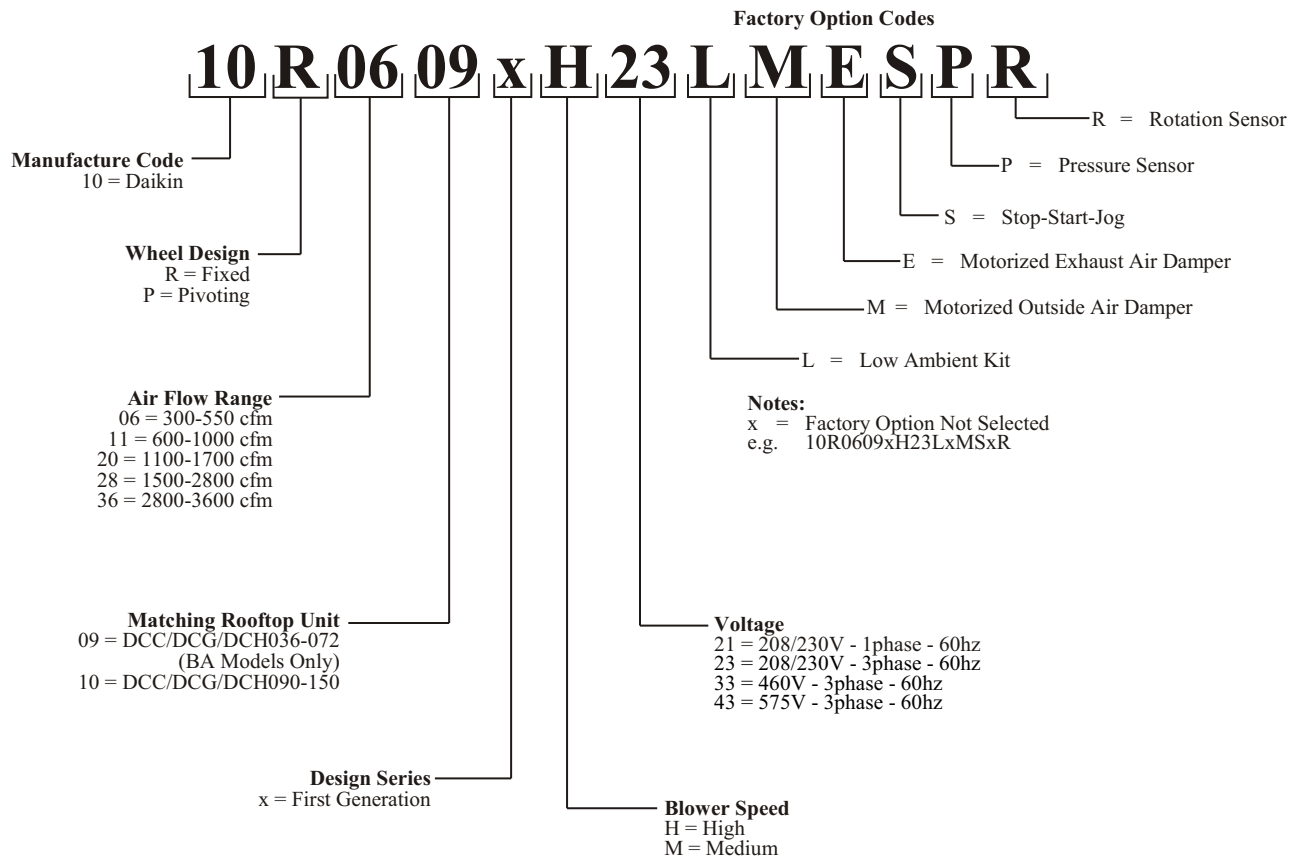 Factory Option Codes
10 R 06 09 x H 23 L M E S P R
R = Rotation Sensor
Manufacture Code
10 = Daikin
P = Pressure Sensor
S = Stop-Start-Jog
Wheel Design
R = Fixed
P = Pivoting
E = Motorized Exhaust Air Damper
M = Motorized Outside Air Damper
L = Low Ambient Kit
Air Flow Range
06 = 300-550 cfm
11 = 600-1000 cfm
20 = 1100-1700 cfm
28 = 1500-2800 cfm
36 = 2800-3600 cfm
Notes:
x = Factory Option Not Selected
e.g. 10R0609xH23LxMSxR
Matching Rooftop Unit
09 = DCC/DCG/DCH036-072
(BA Models Only)
10 = DCC/DCG/DCH090-150
Voltage
21 = 208/230V - 1phase - 60hz
23 = 208/230V - 3phase - 60hz
33 = 460V - 3phase - 60hz
43 = 575V - 3phase - 60hz
Design Series
x = First Generation
Blower Speed
H = High
M = Medium